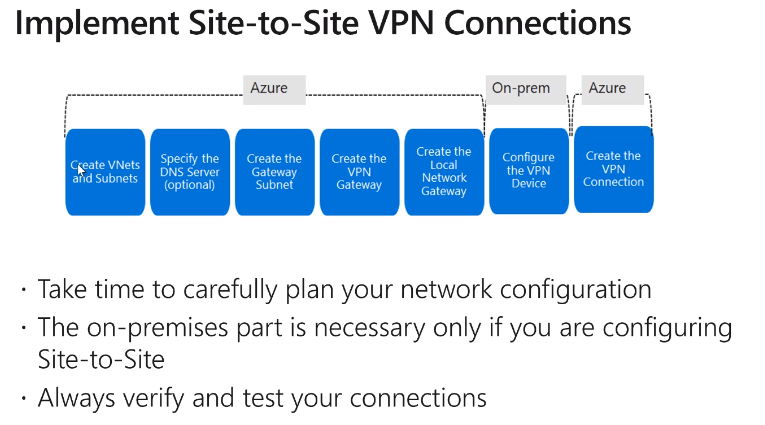 Implement Site-to-Site VPN Connections
Azure
On-prem
Azure
Create VNets
and Subnets
Specify the
DNS Server
(optional)
Create the
Gateway
Subnet
Create the
VPN
Gateway
Create the
Local
Network
Gateway
Configure
the VPN
Device
Create the
VPN
Connection
· Take time to carefully plan your network configuration
· The on-premises part is necessary only if you are configuring
Site-to-Site
· Always verify and test your connections